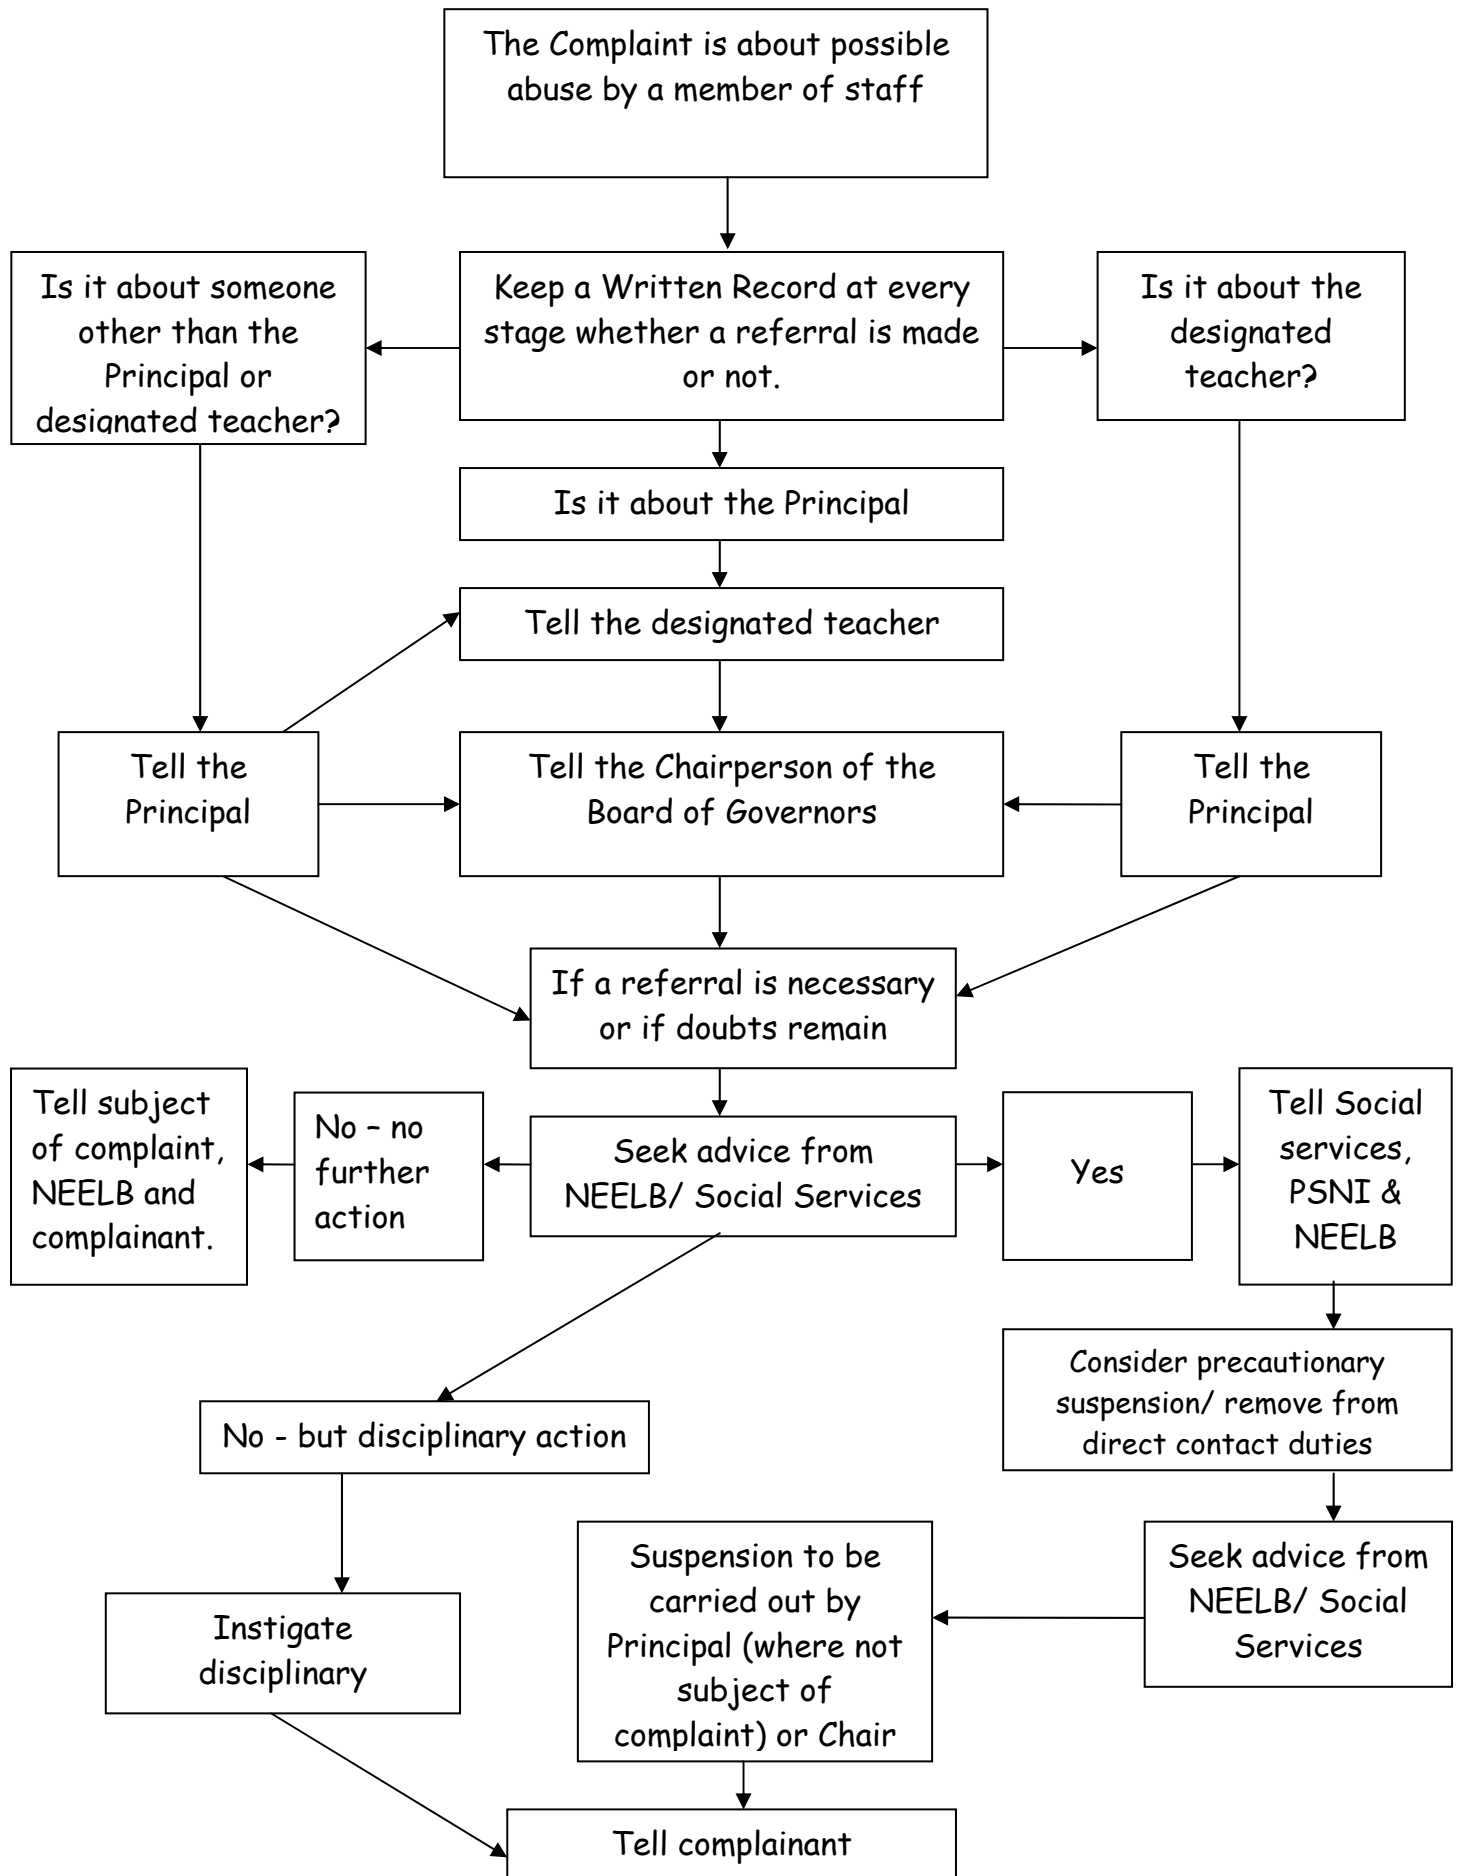 The Complaint is about possible
abuse by a member of staff
Is it about someone
other than the
Principal or
designated teacher?
Keep a Written Record at every
stage whether a referral is made
or not.
Is it about the
designated
teacher?
Is it about the Principal
Tell the designated teacher
Tell the
Principal
Tell the Chairperson of the
Board of Governors
Tell the
Principal
If a referral is necessary
or if doubts remain
Tell subject
of complaint,
NEELB and
complainant.
No – no
further
action
Seek advice from
NEELB/ Social Services
Yes
Tell Social
services,
PSNI &
NEELB
Consider precautionary
suspension/ remove from
direct contact duties
No - but disciplinary action
Suspension to be
carried out by
Principal (where not
subject of
complaint) or Chair
Seek advice from
NEELB/ Social
Services
Instigate
disciplinary
Tell complainant